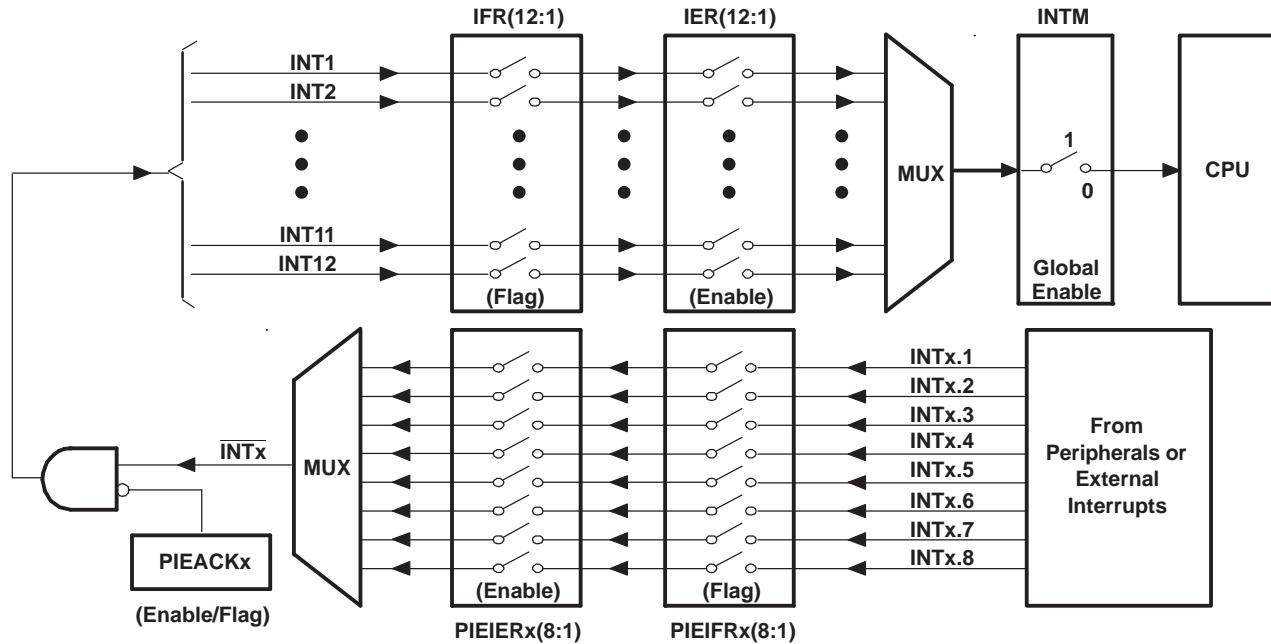 IFR(12:1)
IER(12:1)
INTM
INT1
INT2
INT11
INT12
(Flag)
(Enable)
MUX
1
0
Global
Enable
CPU
INTx
MUX
PIEACKx
(Enable/Flag)
(Enable)
PIEIERx(8:1)
(Flag)
PIEIFRx(8:1)
INTx.1
INTx.2
INTx.3
INTx.4
INTx.5
INTx.6
INTx.7
INTx.8
From
Peripherals or
External
Interrupts